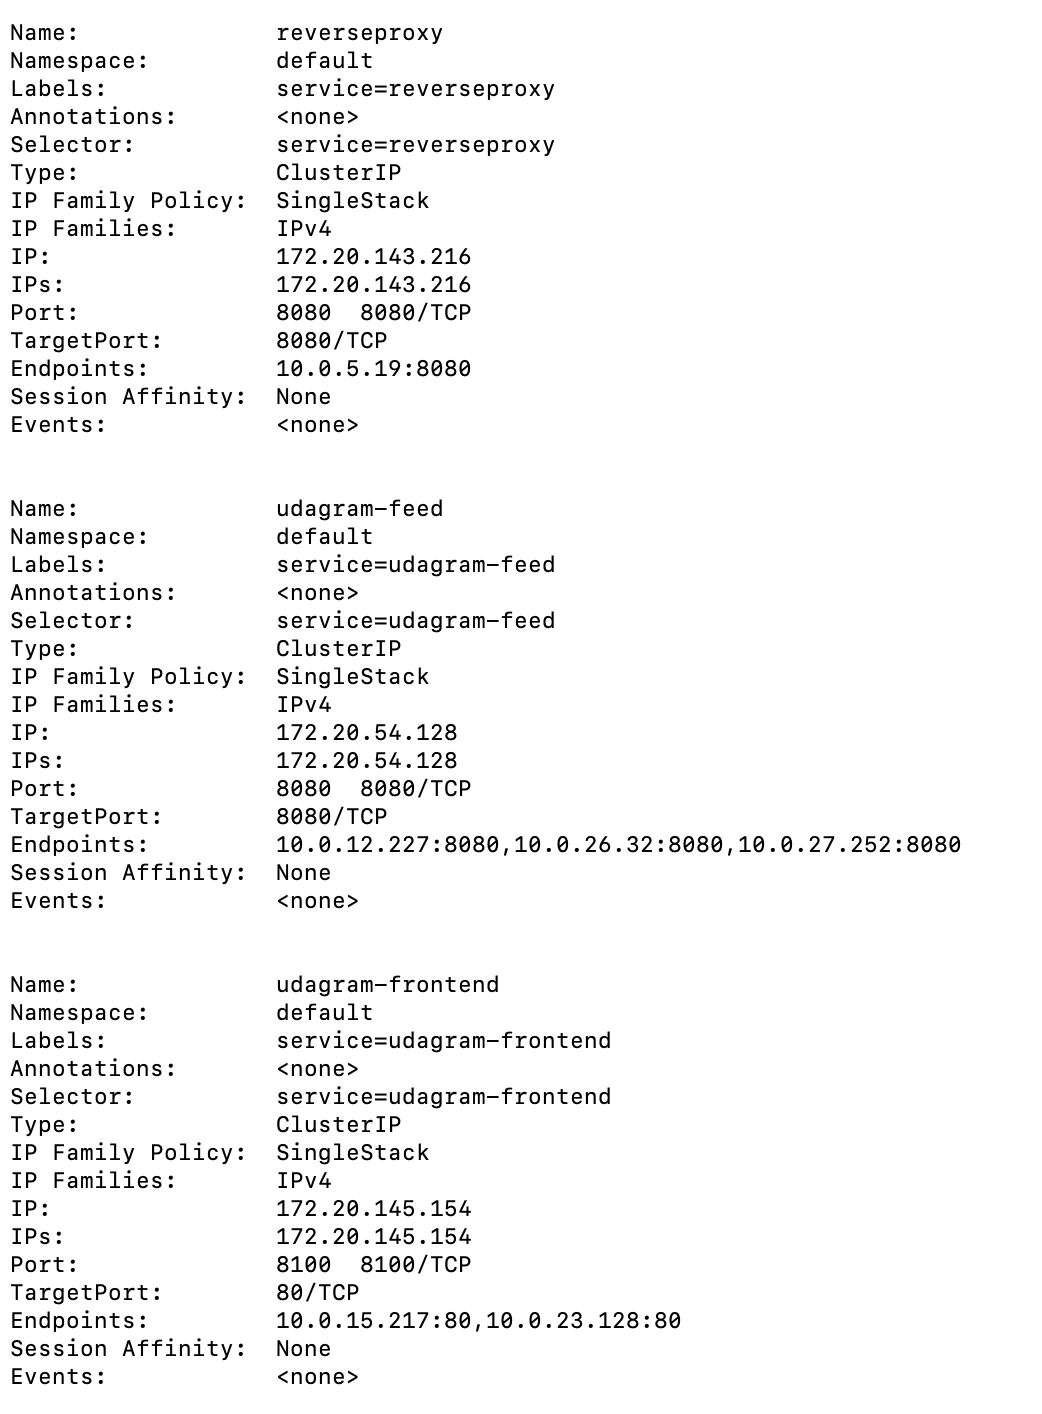 Name:              reverseproxy
Namespace:         default
Labels:            service=reverseproxy
Annotations:       <none>
Selector:          service=reverseproxy
Type:              ClusterIP
IP Family Policy:  SingleStack
IP Families:       IPv4
IP:                172.20.143.216
IPs:               172.20.143.216
Port:              8080  8080/TCP
TargetPort:        8080/TCP
Endpoints:         10.0.5.19:8080
Session Affinity:  None
Events:            <none>

Name:              udagram-feed
Namespace:         default
Labels:            service=udagram-feed
Annotations:       <none>
Selector:          service=udagram-feed
Type:              ClusterIP
IP Family Policy:  SingleStack
IP Families:       IPv4
IP:                172.20.54.128
IPs:               172.20.54.128
Port:              8080  8080/TCP
TargetPort:        8080/TCP
Endpoints:         10.0.12.227:8080,10.0.26.32:8080,10.0.27.252:8080
Session Affinity:  None
Events:            <none>

Name:              udagram-frontend
Namespace:         default
Labels:            service=udagram-frontend
Annotations:       <none>
Selector:          service=udagram-frontend
Type:              ClusterIP
IP Family Policy:  SingleStack
IP Families:       IPv4
IP:                172.20.145.154
IPs:               172.20.145.154
Port:              8100  8100/TCP
TargetPort:        80/TCP
Endpoints:         10.0.15.217:80,10.0.23.128:80
Session Affinity:  None
Events:            <none>